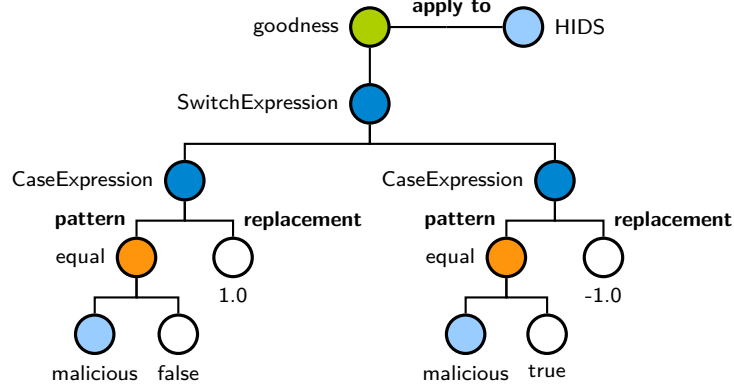 apply to
goodness
HIDS
SwitchExpression
CaseExpression
CaseExpression
pattern
replacement
pattern
replacement
equal
equal
1.0
-1.0
malicious
false
malicious
true